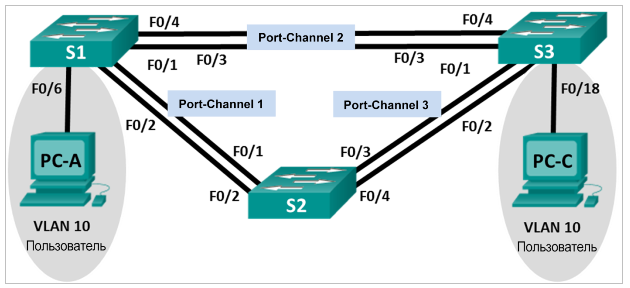 F0/4
F0/4
Port-Channel 2
S1
S3
F0/1
F0/3
F0/3
F0/1
F0/6
F0/18
Port-Channel 1
Port-Channel 3
F0/2
F0/2
PC-A
F0/1
F0/3
PC-C
F0/2
S2
F0/4
VLAN 10
Пользователь
VLAN 10
Пользователь